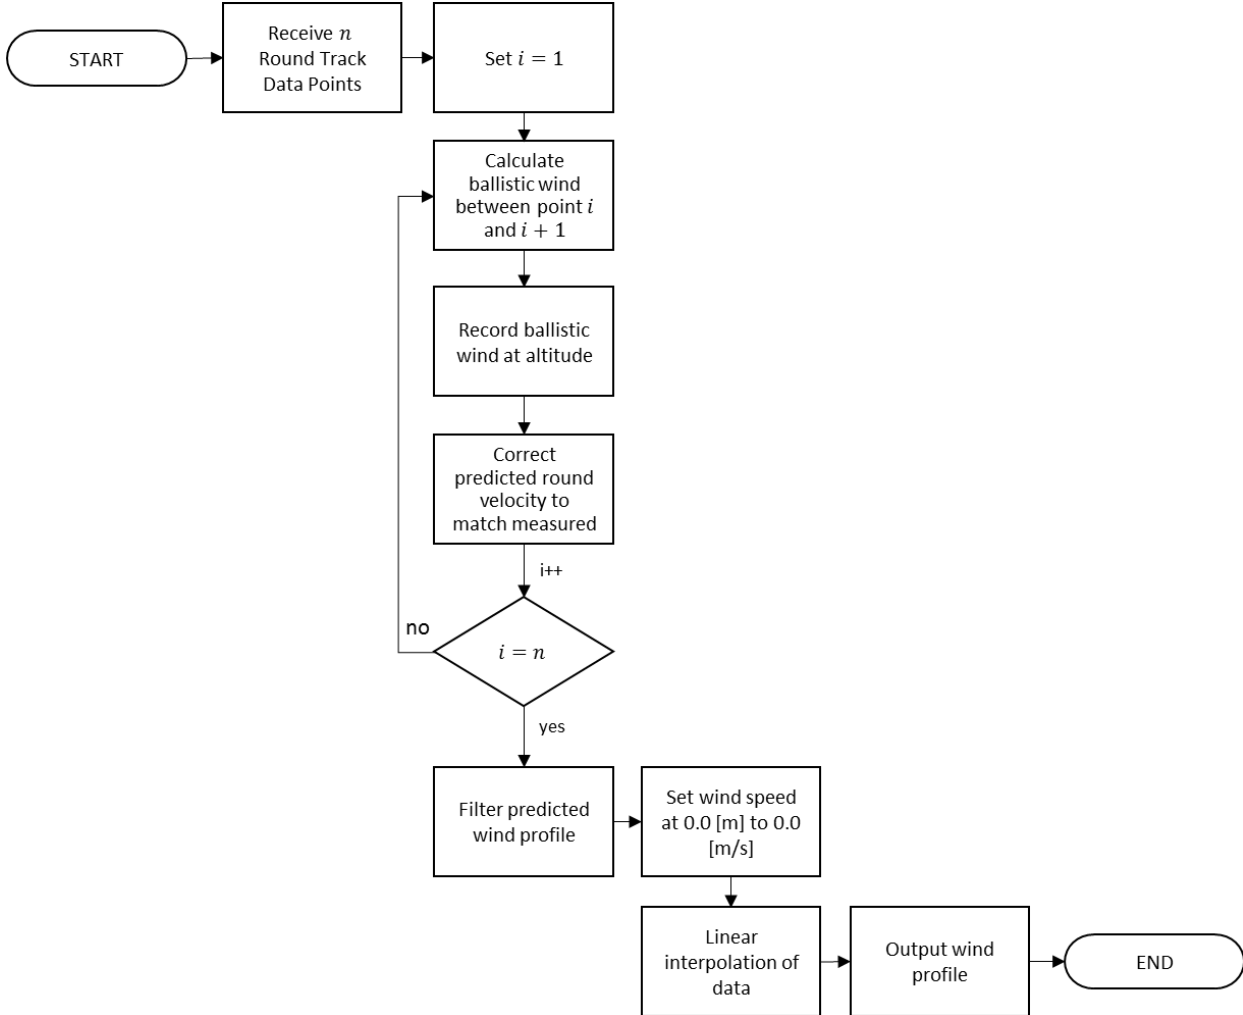 START
Receive n
Round Track
Data Points
Set i = 1
Calculate
ballistic wind
between point i
and i + 1
Record ballistic
wind at altitude
Correct
predicted round
velocity to
match measured
i++
no
i = n
yes
Filter predicted
wind profile
Set wind speed
at 0.0 [m] to 0.0
[m/s]
Linear
interpolation of
data
Output wind
profile
END